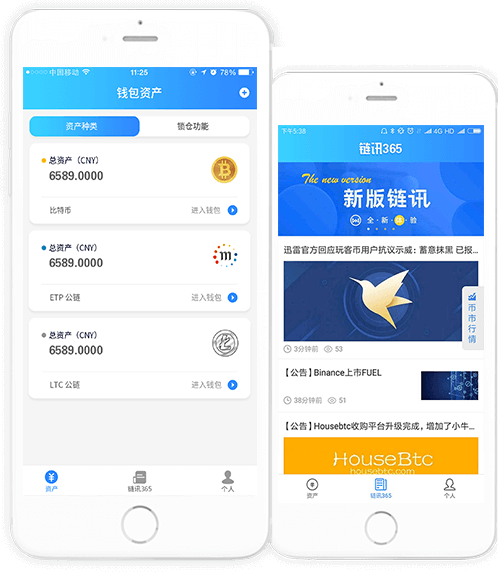 中国移动
11:25
78%
钱包资产
资产种类
锁仓功能
总资产（CNY）
6589.0000
比特币
进入钱包
总资产（CNY）
6589.0000
ETP 公链
进入钱包
总资产（CNY）
6589.0000
LTC 公链
进入钱包
资产
链讯365
个人
下午5:38
4G HD
链讯365
The new version
新版链讯
全·新·体·验
迅雷官方回应玩客币用户抗议示威：蓄意抹黑 已报...
币市行情
3分钟前
53
【公告】Binance上市FUEL
38分钟前
51
【公告】Housebtc收购平台升级完成，增加了小牛...
HouseBtc
housebtc.com
资产
链讯365
个人